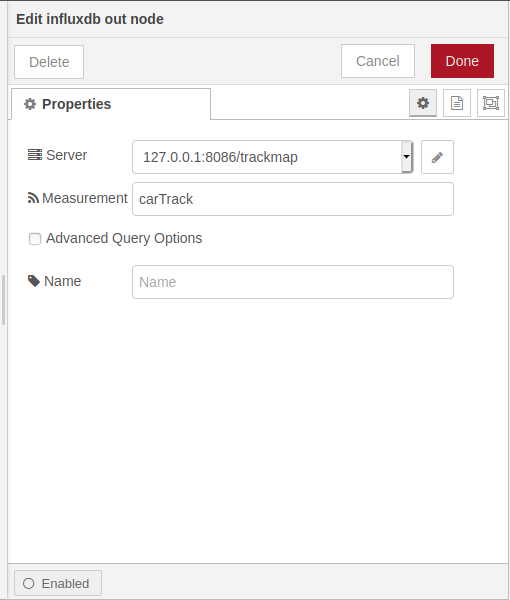 Edit influxdb out node
Delete
Cancel
Done
Properties
Server
127.0.0.1:8086/trackmap
Measurement
carTrack
Advanced Query Options
Name
Name
Enabled